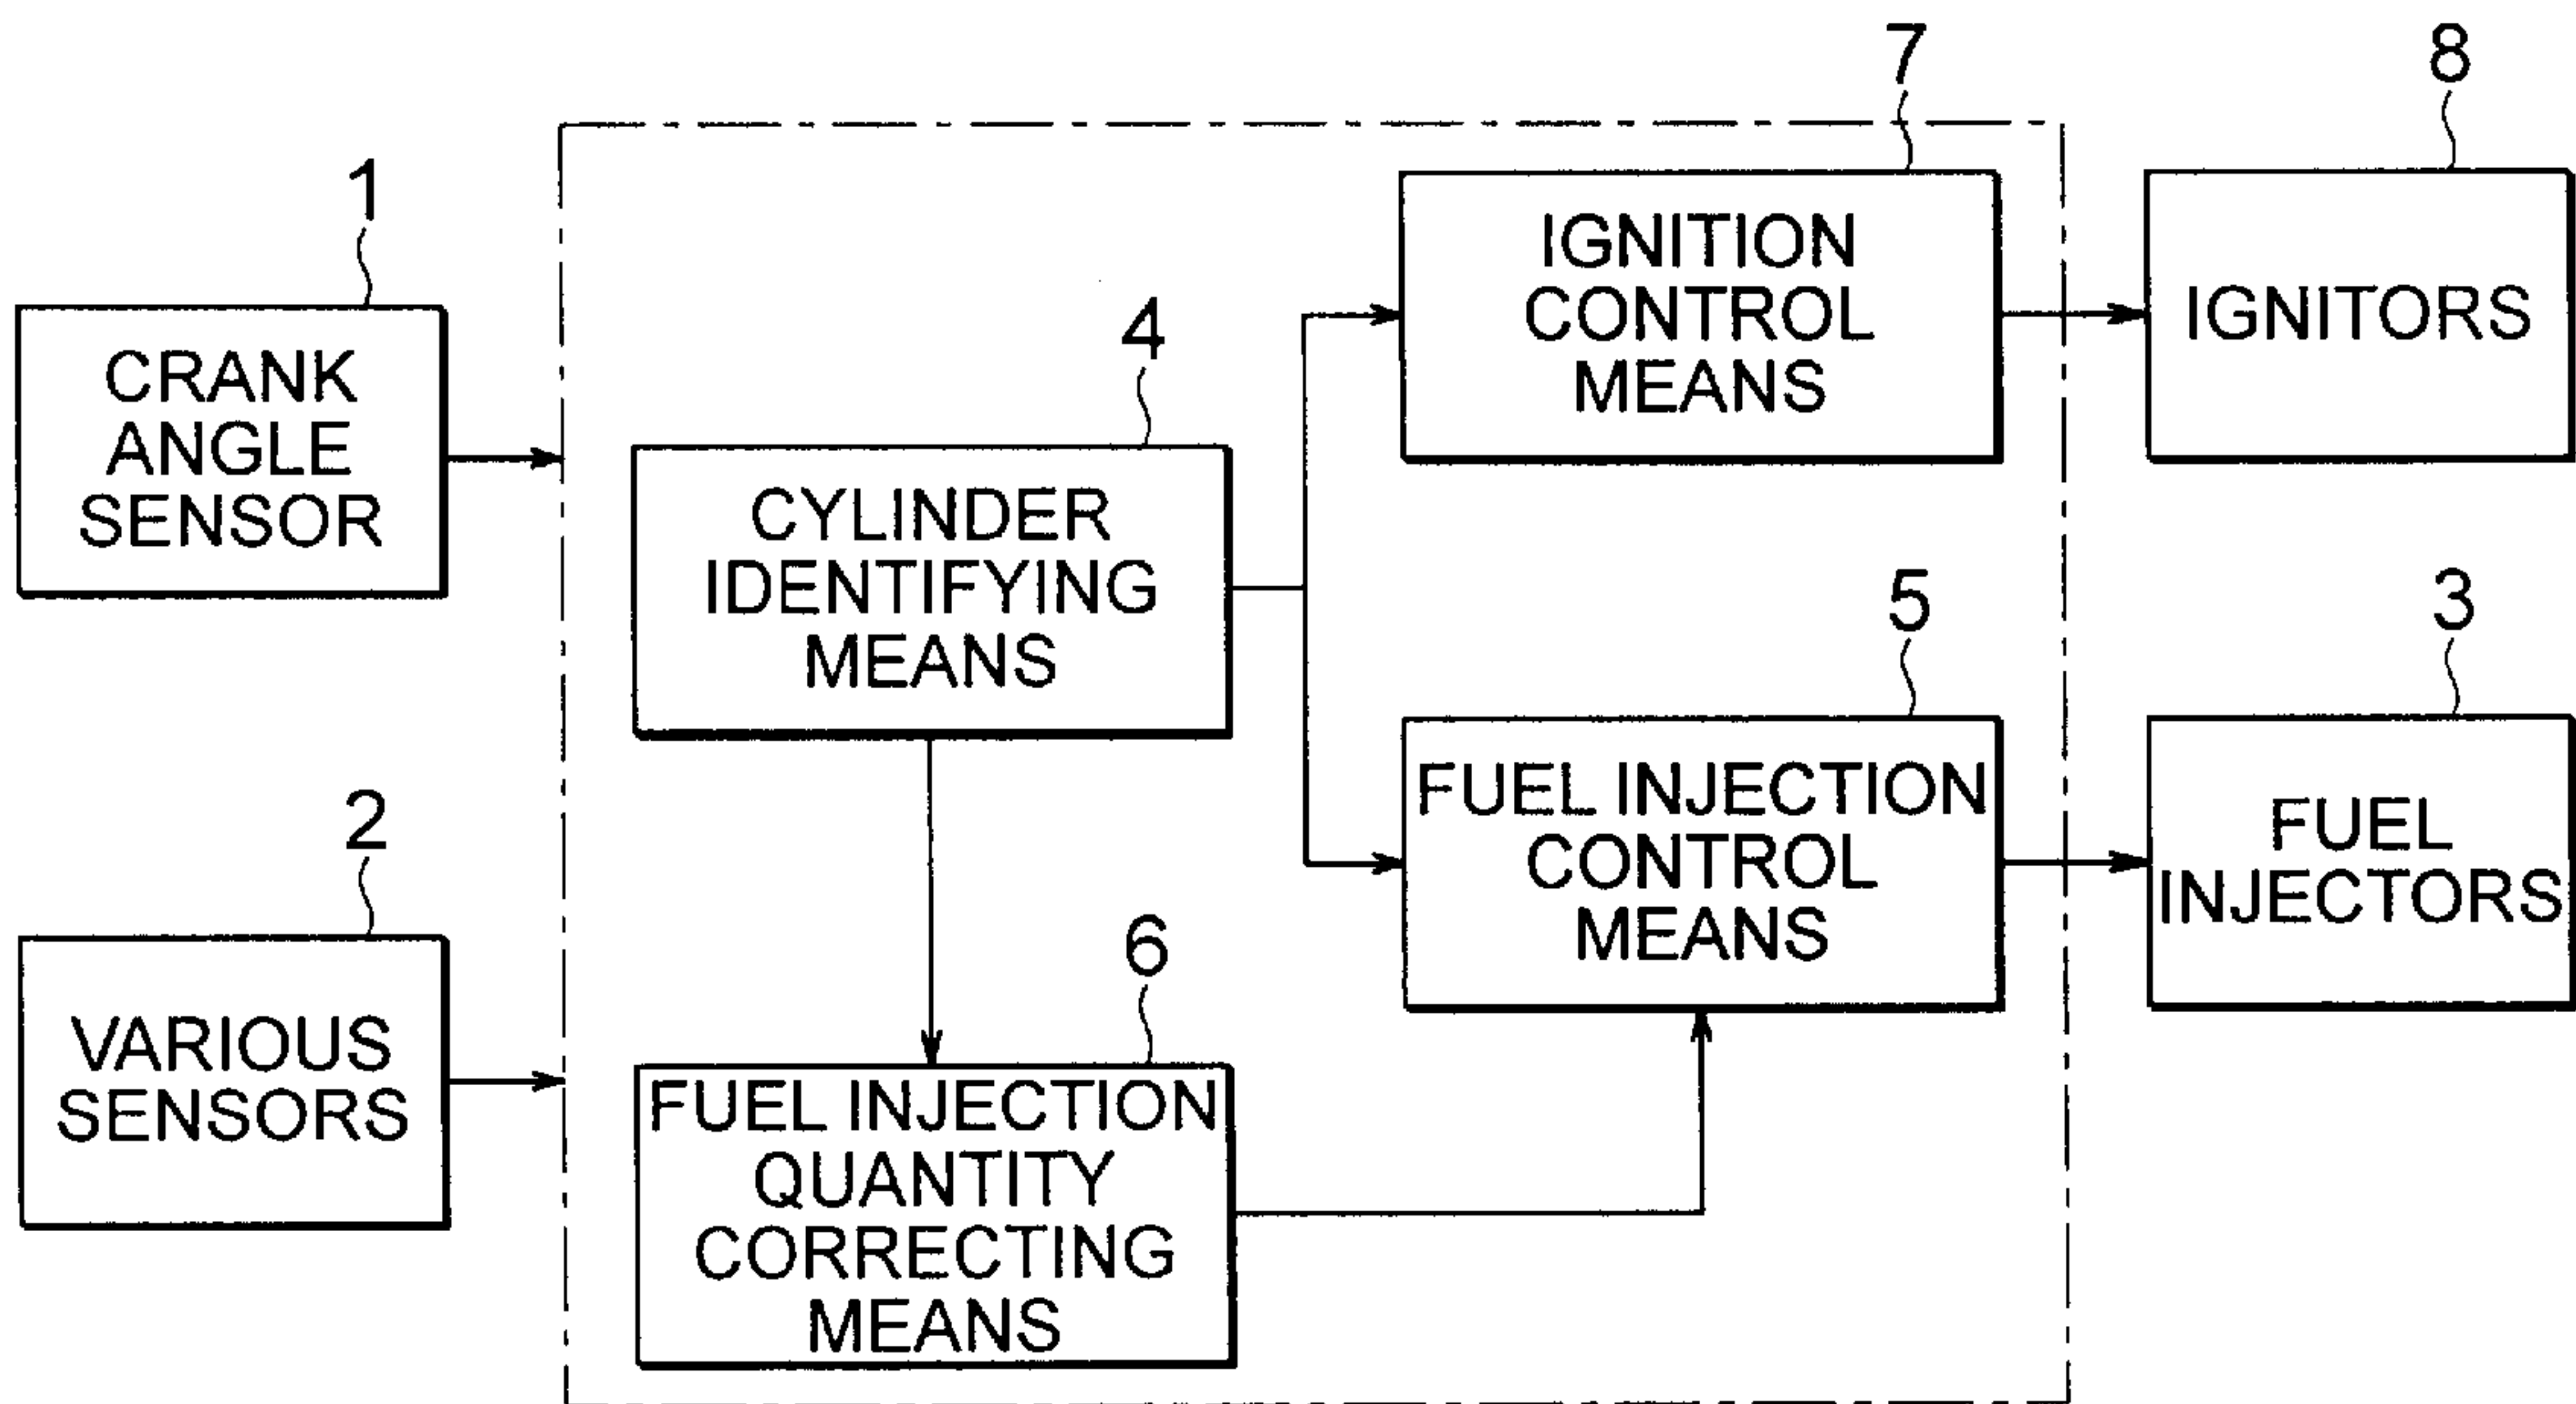 1
CRANK
ANGLE
SENSOR
2
VARIOUS
SENSORS
4
CYLINDER
IDENTIFYING
MEANS
6
FUEL INJECTION
QUANTITY
CORRECTING
MEANS
7
IGNITION
CONTROL
MEANS
5
FUEL INJECTION
CONTROL
MEANS
8
IGNITORS
3
FUEL
INJECTORS